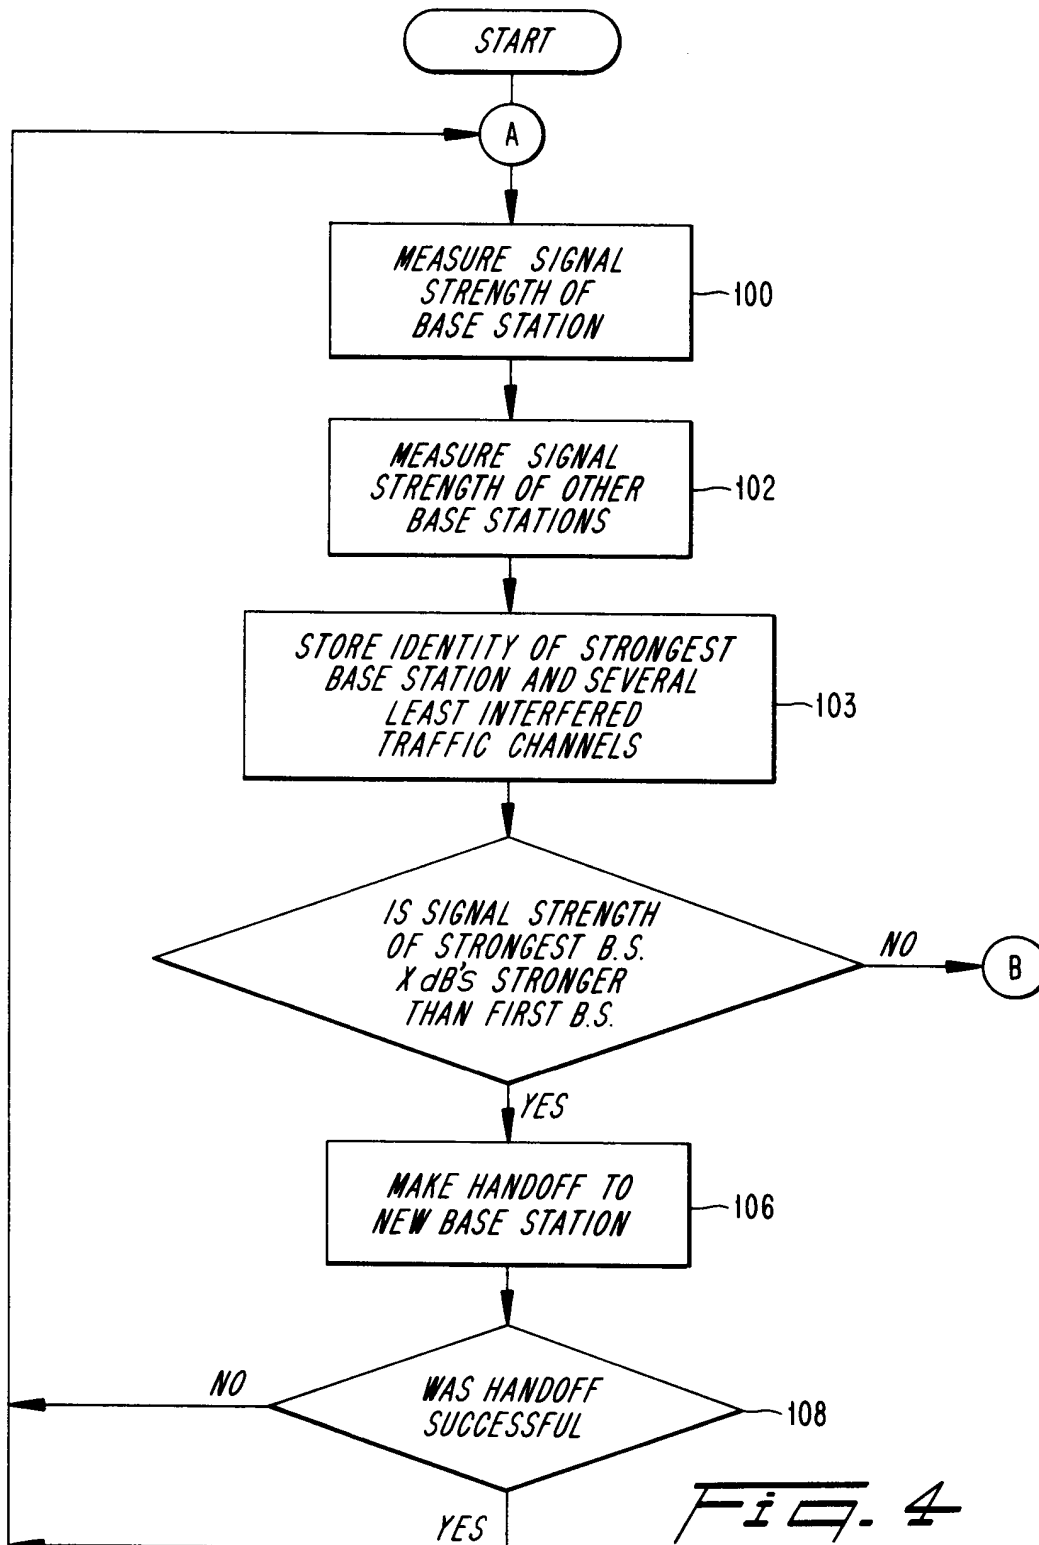 START
A
MEASURE SIGNAL
STRENGTH OF
BASE STATION
100
MEASURE SIGNAL
STRENGTH OF OTHER
BASE STATIONS
102
STORE IDENTITY OF STRONGEST
BASE STATION AND SEVERAL
LEAST INTERFERED
TRAFFIC CHANNELS
103
IS SIGNAL STRENGTH
OF STRONGEST B.S.
X dB's STRONGER
THAN FIRST B.S.
NO
B
YES
MAKE HANDOFF TO
NEW BASE STATION
106
NO
WAS HANDOFF
SUCCESSFUL
108
YES
Fig. 4